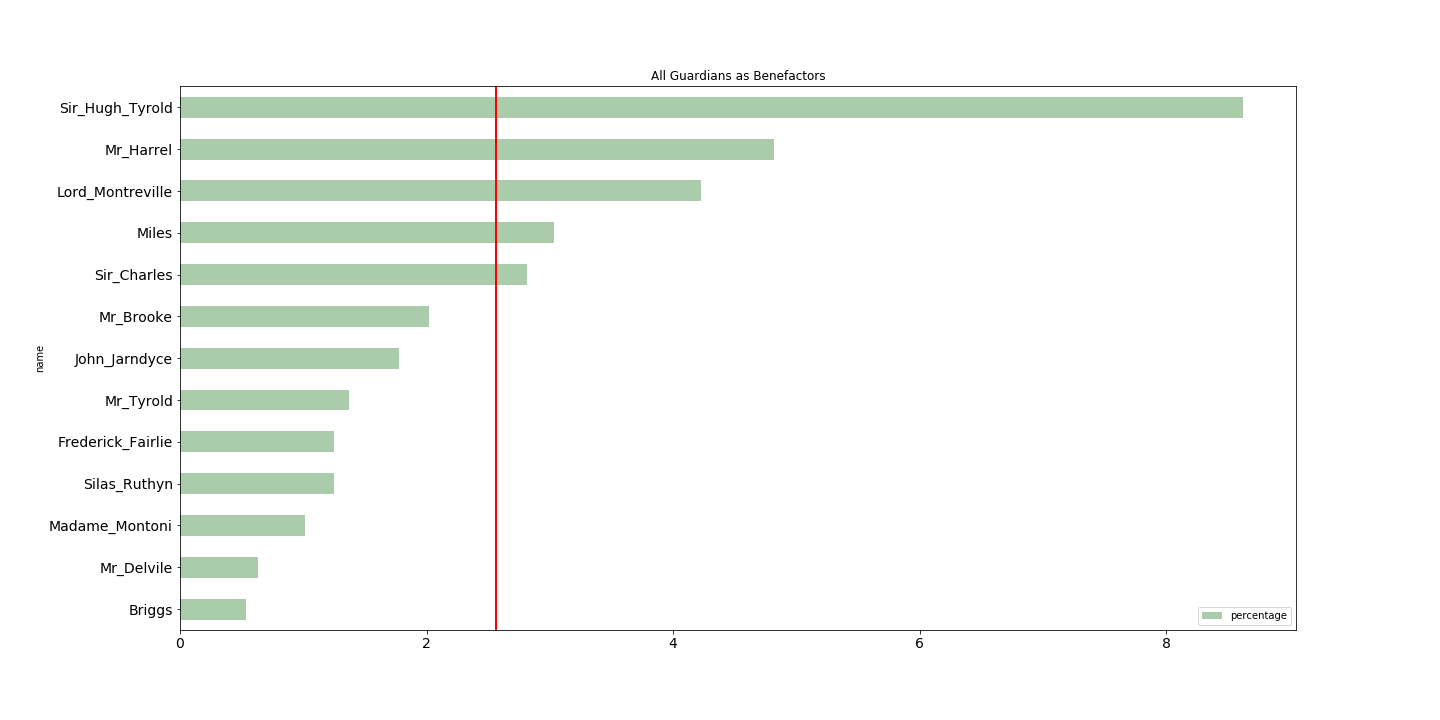 All Guardians as Benefactors
Sir_Hugh_Tyrold
Mr_Harrel
Lord_Montreville
Miles
Sir_Charles
Mr_Brooke
John_Jarndyce
Mr_Tyrold
Frederick_Fairlie
Silas_Ruthyn
Madame_Montoni
Mr_Delvile
Briggs
name
percentage
0 2 4 6 8